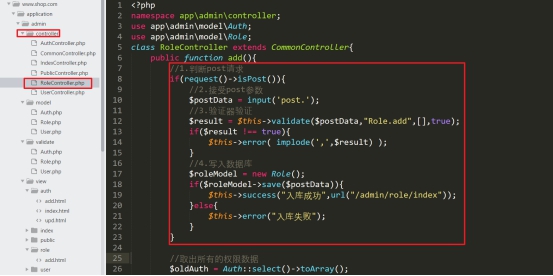 www.shop.com
application
admin
controller
AuthController.php
CommonController.php
IndexController.php
PublicController.php
RoleController.php
UserController.php
model
Auth.php
Role.php
User.php
validate
Auth.php
Role.php
User.php
view
auth
add.html
index.html
upd.html
index
public
role
add.html
user
1 <?php
2 namespace app\admin\controller;
3 use app\admin\model\Auth;
4 use app\admin\model\Role;
5 class RoleController extends CommonController{
6 public function add(){
7 //1.判断post请求
8 if(request()->isPost()){
9 //2.接受post参数
10 $postData = input('post.');
11 //3.验证器验证
12 $result = $this->validate($postData,"Role.add",[],true);
13 if($result !== true){
14 $this->error( implode(',',$result) );
15 }
16 //4.写入数据库
17 $roleModel = new Role();
18 if($roleModel->save($postData)){
19 $this->success("入库成功",url("/admin/role/index"));
20 }else{
21 $this->error("入库失败");
22 }
23 }
24
25 //取出所有的权限数据
26 $oldAuth = Auth::select()->toArray();